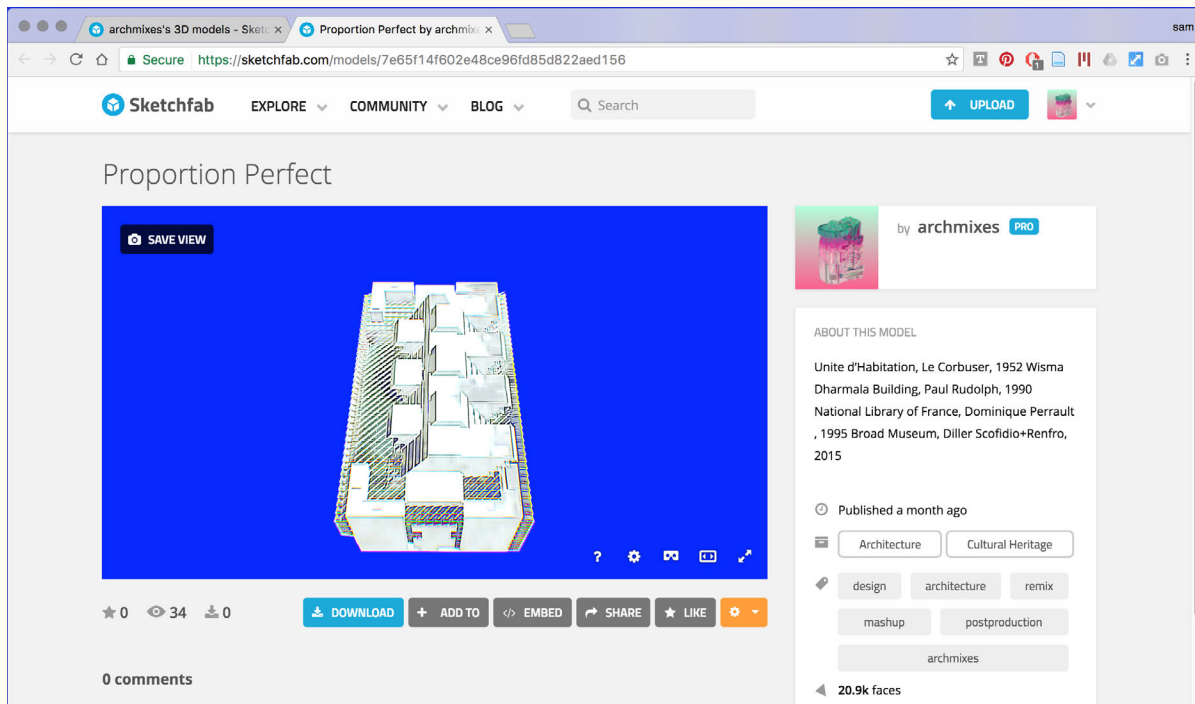 archmixes's 3D models - Sketc
Proportion Perfect by archmix
sam
Secure https://sketchfab.com/models/7e65f14f602e48ce96fd85d822aed156
1
Sketchfab EXPLORE COMMUNITY BLOG Search UPLOAD
Proportion Perfect
SAVE VIEW
by archmixes PRO
ABOUT THIS MODEL
Unite d'Habitation, Le Corbuser, 1952 Wisma
Dharmala Building, Paul Rudolph, 1990
National Library of France, Dominique Perrault
, 1995 Broad Museum, Diller Scofidio+Renfro,
2015
Published a month ago
Architecture Cultural Heritage
design architecture remix
mashup postproduction
archmixes
20.9k faces
?
0 34 0 DOWNLOAD + ADD TO </> EMBED SHARE LIKE
0 comments